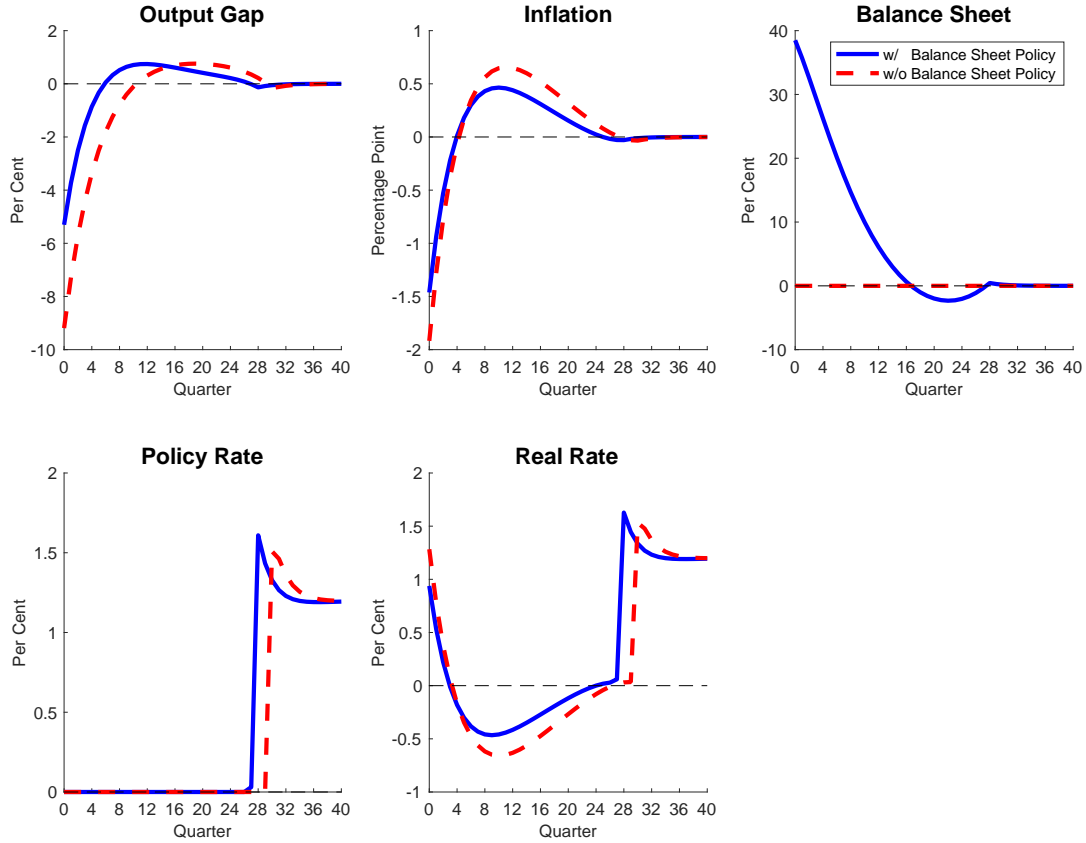 Output Gap
2
0
-2
-4
-6
-8
-10
Per Cent
0 4 8 12 16 20 24 28 32 36 40
Quarter
Inflation
1
0.5
0
-0.5
-1
-1.5
-2
Percentage Point
0 4 8 12 16 20 24 28 32 36 40
Quarter
Balance Sheet
40
30
20
10
0
-10
Per Cent
w/ Balance Sheet Policy
w/o Balance Sheet Policy
0 4 8 12 16 20 24 28 32 36 40
Quarter
Policy Rate
2
1.5
1
0.5
0
Per Cent
0 4 8 12 16 20 24 28 32 36 40
Quarter
Real Rate
2
1.5
1
0.5
0
-0.5
-1
Per Cent
0 4 8 12 16 20 24 28 32 36 40
Quarter